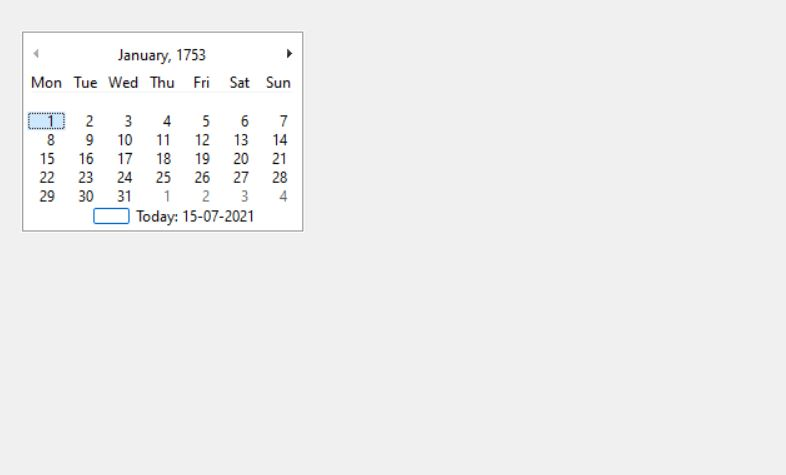 January, 1753
Mon Tue Wed Thu Fri Sat Sun
1 2 3 4 5 6 7
8 9 10 11 12 13 14
15 16 17 18 19 20 21
22 23 24 25 26 27 28
29 30 31 1 2 3 4
Today: 15-07-2021